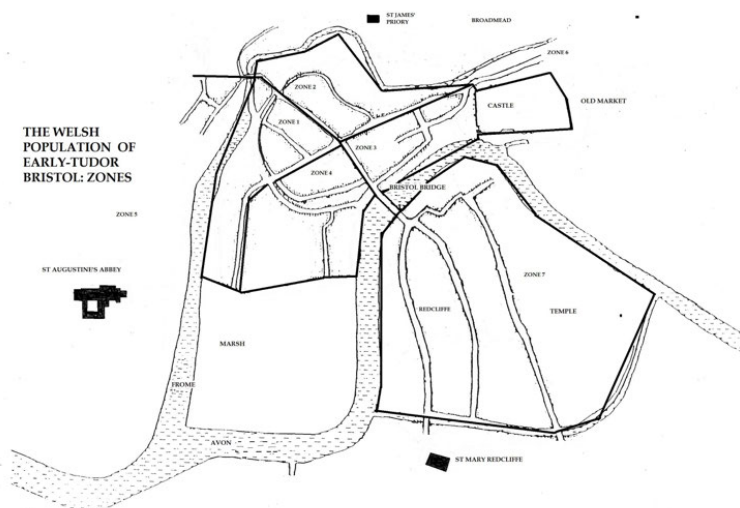 ST JAMES'
PRIORY
BROADMEAD
ZONE 6
ZONE 2
CASTLE
OLD MARKET
ZONE 1
THE WELSH
POPULATION OF
EARLY-TUDOR
BRISTOL: ZONES
ZONE 3
ZONE 4
BRISTOL BRIDGE
ZONE 5
ST AUGUSTINE'S ABBEY
ZONE 7
REDCLIFFE
TEMPLE
MARSH
FROME
AVON
ST MARY REDCLIFFE